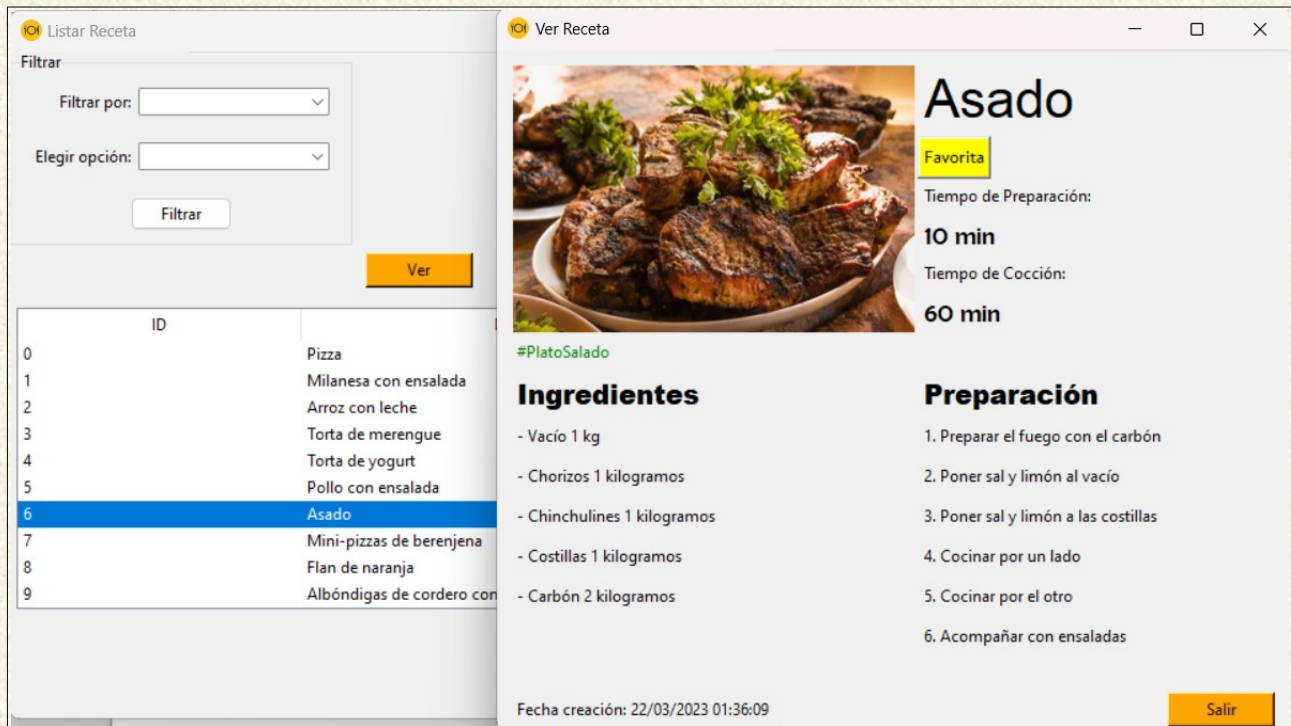 Listar Receta
Filtrar
Filtrar por:
Elegir opción:
Filtrar
Ver
ID
0 Pizza
1 Milanesa con ensalada
2 Arroz con leche
3 Torta de merengue
4 Torta de yogurt
5 Pollo con ensalada
6 Asado
7 Mini-pizzas de berenjena
8 Flan de naranja
9 Albóndigas de cordero con
Ver Receta
Asado
Favorita
Tiempo de Preparación:
10 min
Tiempo de Cocción:
60 min
#PlatoSalado
Ingredientes
- Vacío 1 kg
- Chorizos 1 kilogramos
- Chinchulines 1 kilogramos
- Costillas 1 kilogramos
- Carbón 2 kilogramos
Preparación
1. Preparar el fuego con el carbón
2. Poner sal y limón al vacío
3. Poner sal y limón a las costillas
4. Cocinar por un lado
5. Cocinar por el otro
6. Acompañar con ensaladas
Fecha creación: 22/03/2023 01:36:09
Salir